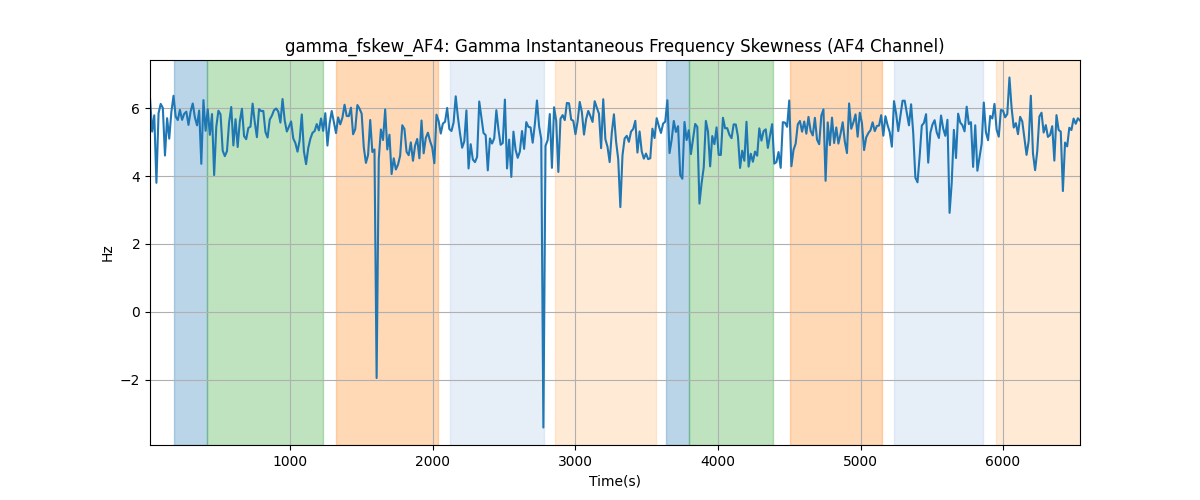 gamma_fskew_AF4: Gamma Instantaneous Frequency Skewness (AF4 Channel)
6
4
2
0
−2
Hz
1000 2000 3000 4000 5000 6000
Time(s)